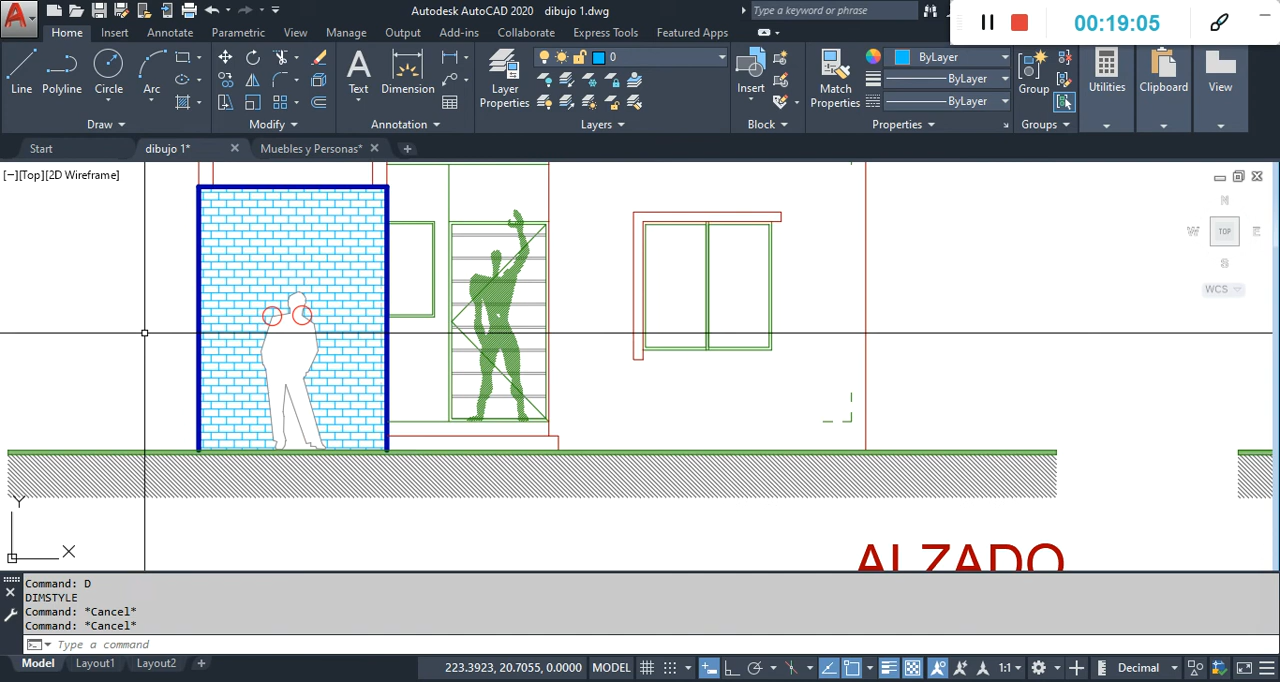 Autodesk AutoCAD 2020 dibujo 1.dwg
Type a keyword or phrase
00:19:05
Home Insert Annotate Parametric View Manage Output Add-ins Collaborate Express Tools Featured Apps
0
ByLayer
ByLayer
ByLayer
Line Polyline Circle Arc
Text Dimension
Layer Properties
Insert
Match Properties
Group
Utilities Clipboard View
Draw Modify Annotation Layers Block Properties Groups
Start dibujo 1* Muebles y Personas*
[−][Top][2D Wireframe]
N
W TOP E
S
WCS
Y
X
ALZADO
Command: D
DIMSTYLE
Command: *Cancel*
Command: *Cancel*
Type a command
Model Layout1 Layout2
223.3923, 20.7055, 0.0000 MODEL 1:1 Decimal